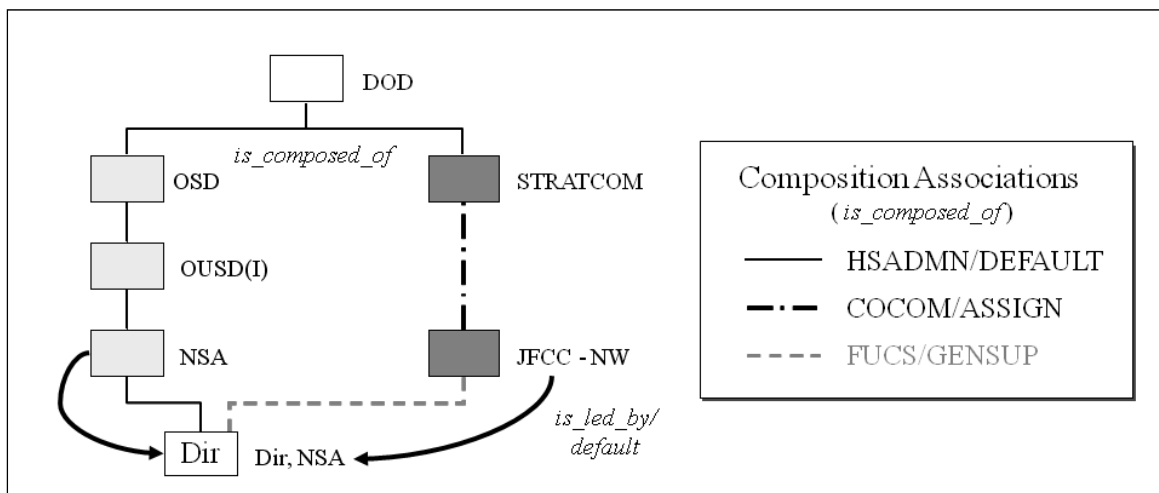 DOD
is_composed_of
OSD
STRATCOM
OUSD(I)
NSA
JFCC - NW
is_led_by/
default
Dir
Dir, NSA
Composition Associations
(is_composed_of)
HSADMN/DEFAULT
COCOM/ASSIGN
FUCS/GENSUP